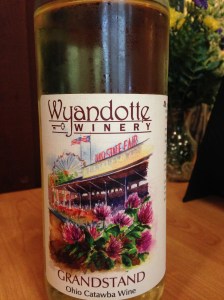 Wyandotte
WINERY
OHIO STATE FAIR
GRANDSTAND
Ohio Catawba Wine